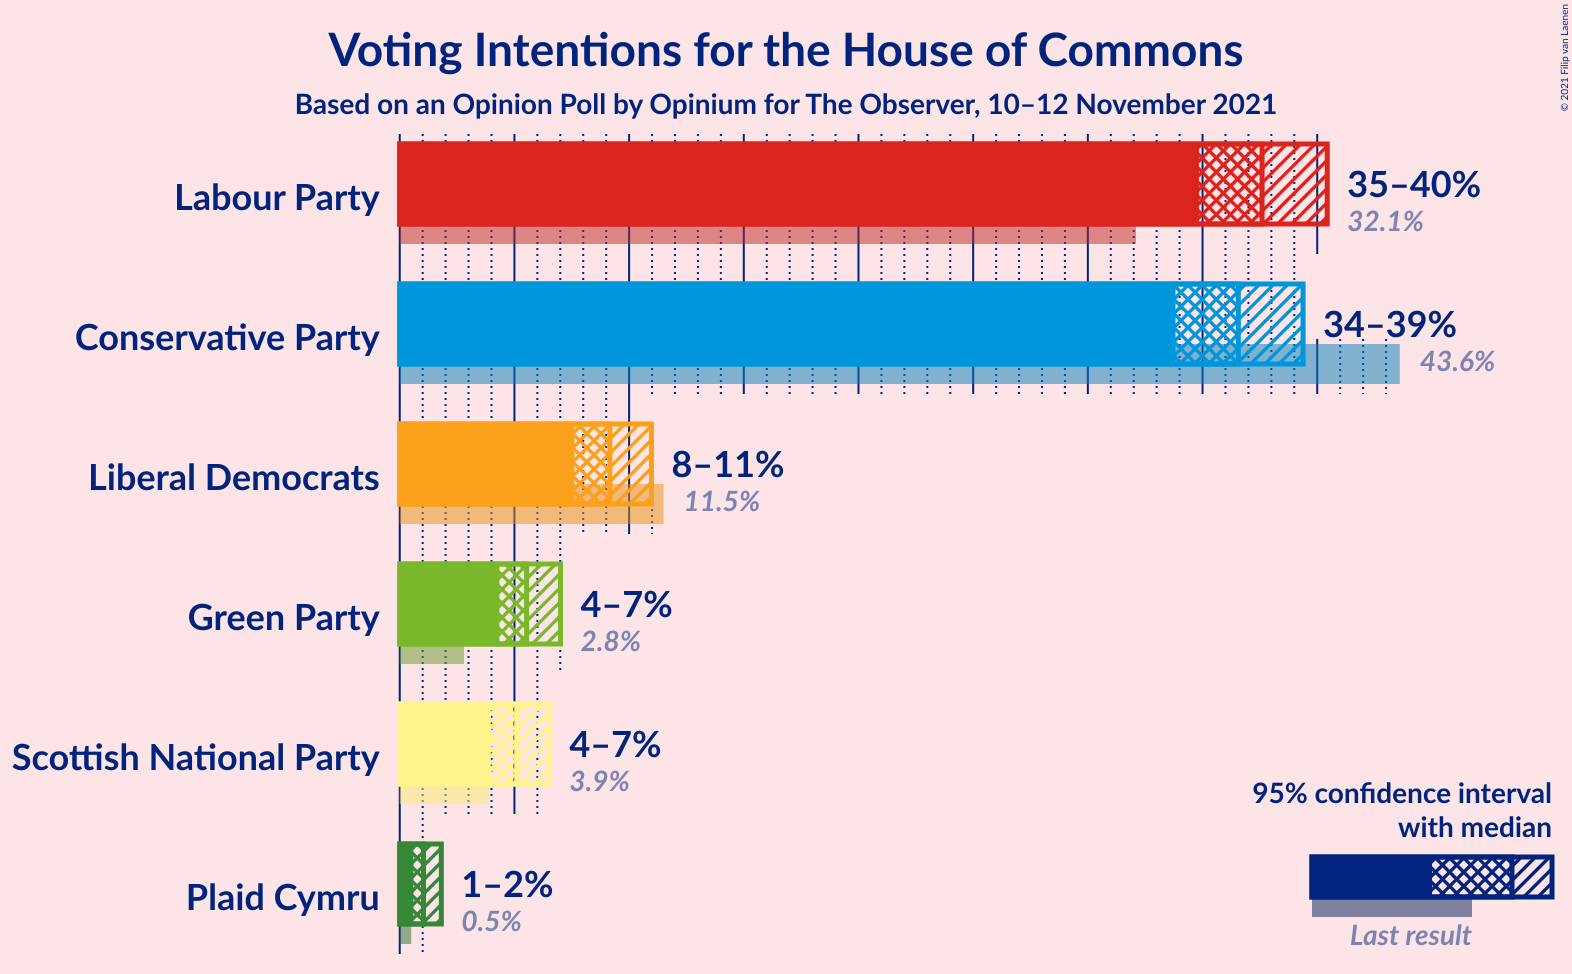 Voting Intentions for the House of Commons
Based on an Opinion Poll by Opinium for The Observer, 10–12 November 2021
© 2021 Filip van Laenen
Labour Party
35–40%
32.1%
Conservative Party
34–39%
43.6%
Liberal Democrats
8–11%
11.5%
Green Party
4–7%
2.8%
Scottish National Party
4–7%
3.9%
Plaid Cymru
1–2%
0.5%
95% confidence interval
with median
Last result